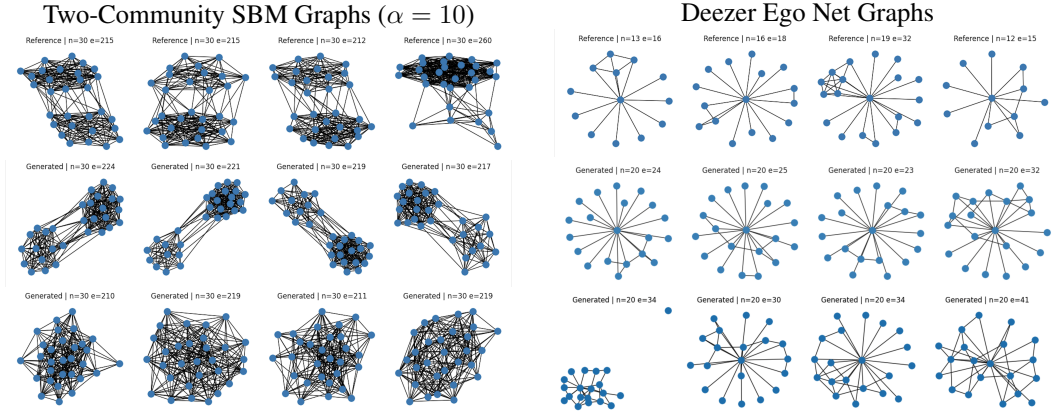 Two-Community SBM Graphs (α = 10)
Reference | n=30 e=215
Reference | n=30 e=215
Reference | n=30 e=212
Reference | n=30 e=260
Generated | n=30 e=224
Generated | n=30 e=221
Generated | n=30 e=219
Generated | n=30 e=217
Generated | n=30 e=210
Generated | n=30 e=219
Generated | n=30 e=211
Generated | n=30 e=219
Deezer Ego Net Graphs
Reference | n=13 e=16
Reference | n=16 e=18
Reference | n=19 e=32
Reference | n=12 e=15
Generated | n=20 e=24
Generated | n=20 e=25
Generated | n=20 e=23
Generated | n=20 e=32
Generated | n=20 e=34
Generated | n=20 e=30
Generated | n=20 e=34
Generated | n=20 e=41